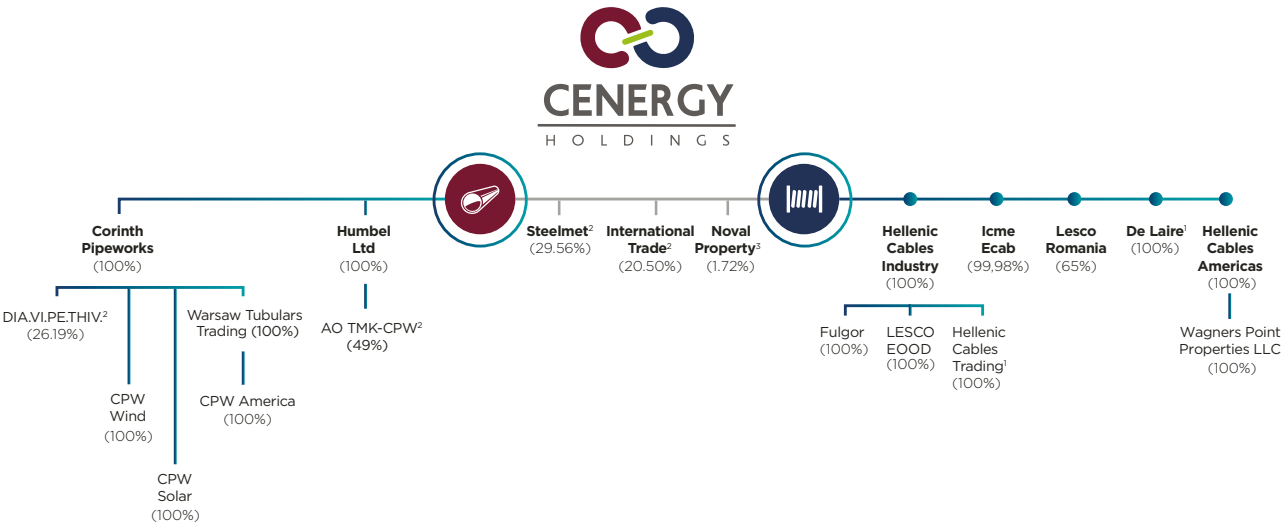 CENERGY
HOLDINGS
Corinth
Pipeworks
(100%)
Humbel
Ltd
(100%)
Steelmet²
(29.56%)
International
Trade²
(20.50%)
Noval
Property³
(1.72%)
Hellenic
Cables
Industry
(100%)
Icme
Ecab
(99,98%)
Lesco
Romania
(65%)
De Laire¹
(100%)
Hellenic
Cables
Americas
(100%)
DIA.VI.PE.THIV.²
(26.19%)
CPW
Wind
(100%)
CPW
Solar
(100%)
Warsaw Tubulars
Trading (100%)
CPW America
(100%)
AO TMK-CPW²
(49%)
Fulgor
(100%)
LESCO
EOOD
(100%)
Hellenic
Cables
Trading¹
(100%)
Wagners Point
Properties LLC
(100%)